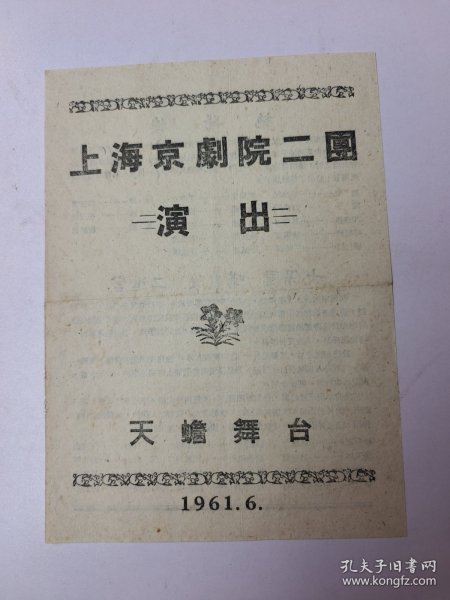 上海京劇院二團
演出
天蟾舞台
1961.6.
孔夫子旧书网
www.kongfz.com